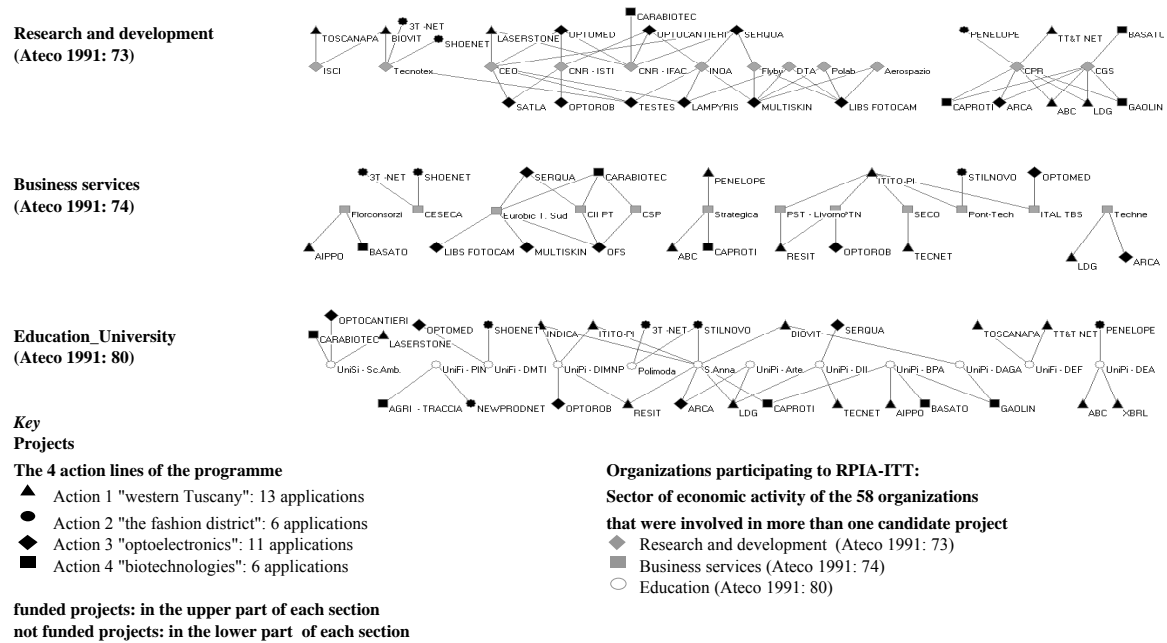 CARABIOTEC
Research and development
(Ateco 1991: 73)
TOSCANAPA 3T -NET BIOVIT SHOENET LASERSTONE OPTOMED OPTOCANTIERI SERQUA PENELOPE TT&T NET BASATO
ISCI Tecnotex CEO CNR - ISTI CNR - IFAC INOA Flyby DTA Polab. Aerospazio CPR CGS
SATLA OPTOROB TESTES LAMPYRIS MULTISKIN LIBS FOTOCAM CAPROTI ARCA ABC LDG GAOLIN
Business services
(Ateco 1991: 74)
3T -NET SHOENET SERQUA CARABIOTEC PENELOPE ITITO-PI STILNOVO OPTOMED
Florconsorzi CESECA Eurobic T. Sud CII PT CSP Strategica PST - Livorno TN SECO Pont-Tech ITAL TBS Techne
AIPPO BASATO LIBS FOTOCAM MULTISKIN OFS ABC CAPROTI RESIT OPTOROB TECNET LDG ARCA
Education_University
(Ateco 1991: 80)
OPTOCANTIERI CARABIOTEC LASERSTONE OPTOMED SHOENET INDICA ITITO-PI 3T -NET STILNOVO BIOVIT SERQUA TOSCANAPA TT&T NET PENELOPE
UniSi - Sc.Amb. UniFi - PIN UniFi - DMTI UniPi - DIMNP Polimoda S.Anna UniPi - Arte. UniPi - DII UniPi - BPA UniPi - DAGA UniFi - DEF UniPi - DEA
AGRI - TRACCIA NEWPRODNET OPTOROB RESIT ARCA LDG CAPROTI TECNET AIPPO BASATO GAOLIN ABC XBRL
Key
Projects
The 4 action lines of the programme
Action 1 "western Tuscany": 13 applications
Action 2 "the fashion district": 6 applications
Action 3 "optoelectronics": 11 applications
Action 4 "biotechnologies": 6 applications
funded projects: in the upper part of each section
not funded projects: in the lower part of each section
Organizations participating to RPIA-ITT:
Sector of economic activity of the 58 organizations
that were involved in more than one candidate project
Research and development (Ateco 1991: 73)
Business services (Ateco 1991: 74)
Education (Ateco 1991: 80)